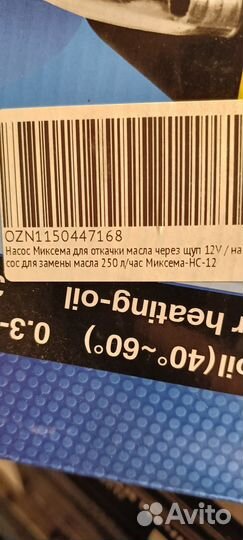 OZN1150447168
Насос Миксема для откачки масла через щуп 12V / на
сос для замены масла 250 л/час Миксема-НС-12
r heating-oil
oil(40°~60°)
0.3-
Avito